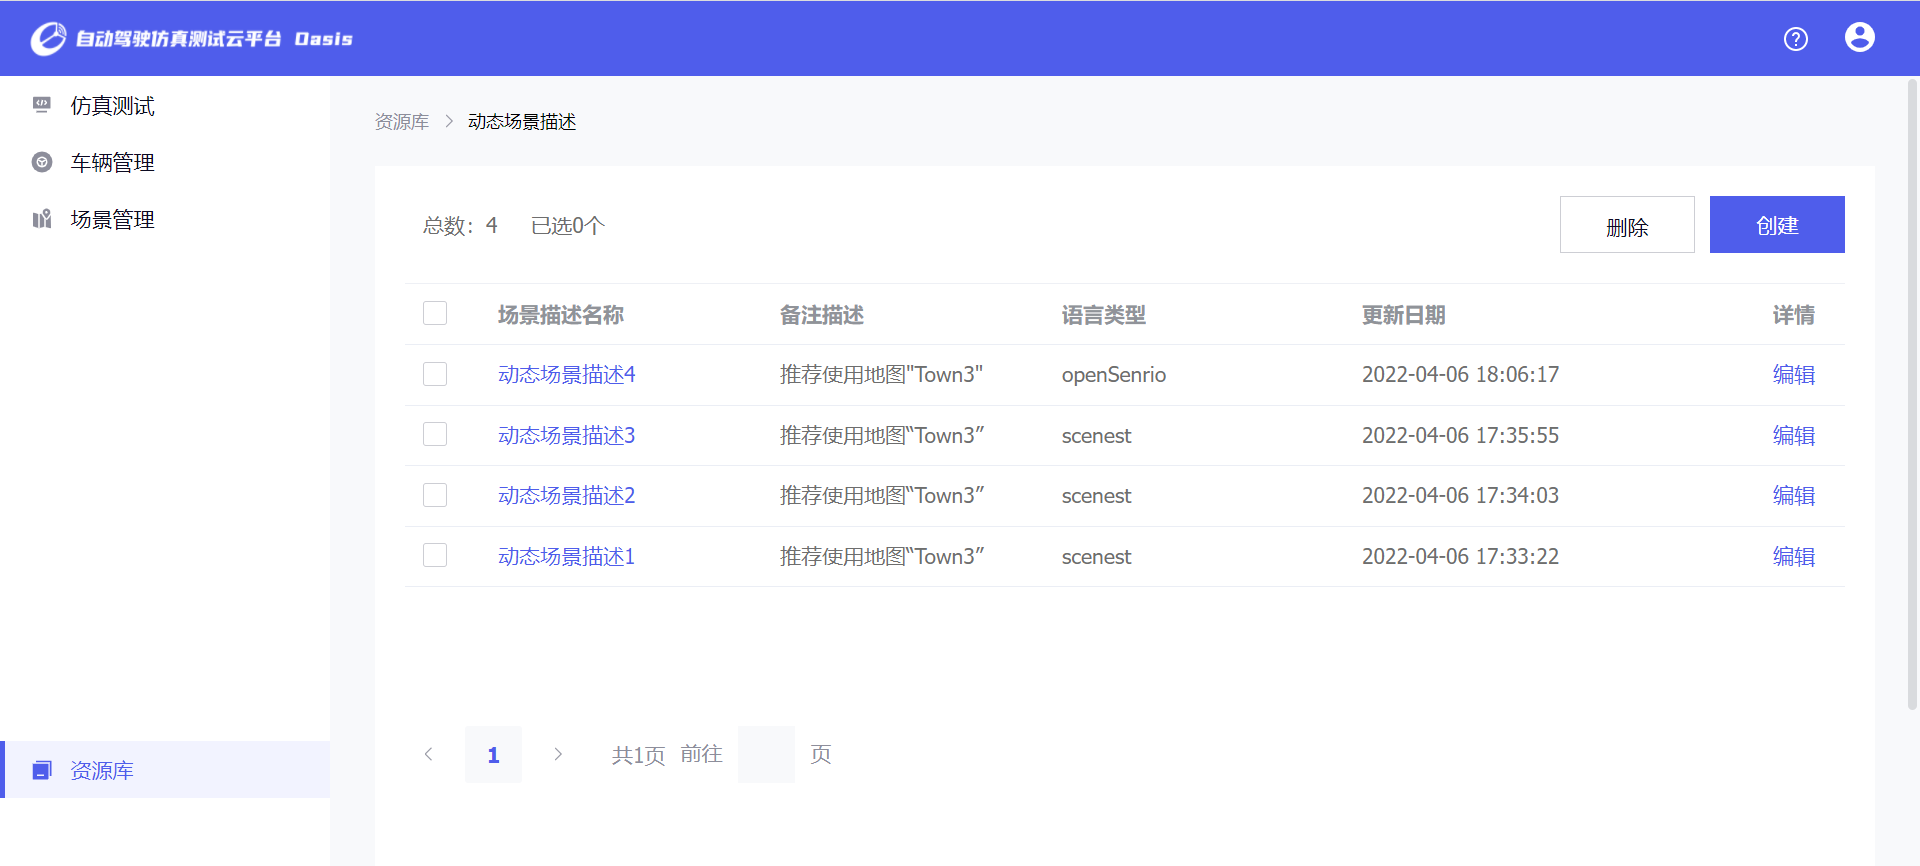 自动驾驶仿真测试云平台 Oasis
仿真测试
车辆管理
场景管理
资源库
资源库 > 动态场景描述
总数：4 已选0个
删除
创建
场景描述名称 备注描述 语言类型 更新日期 详情
动态场景描述4 推荐使用地图"Town3" openSenrio 2022-04-06 18:06:17 编辑
动态场景描述3 推荐使用地图“Town3” scenest 2022-04-06 17:35:55 编辑
动态场景描述2 推荐使用地图“Town3” scenest 2022-04-06 17:34:03 编辑
动态场景描述1 推荐使用地图“Town3” scenest 2022-04-06 17:33:22 编辑
1 共1页 前往 页